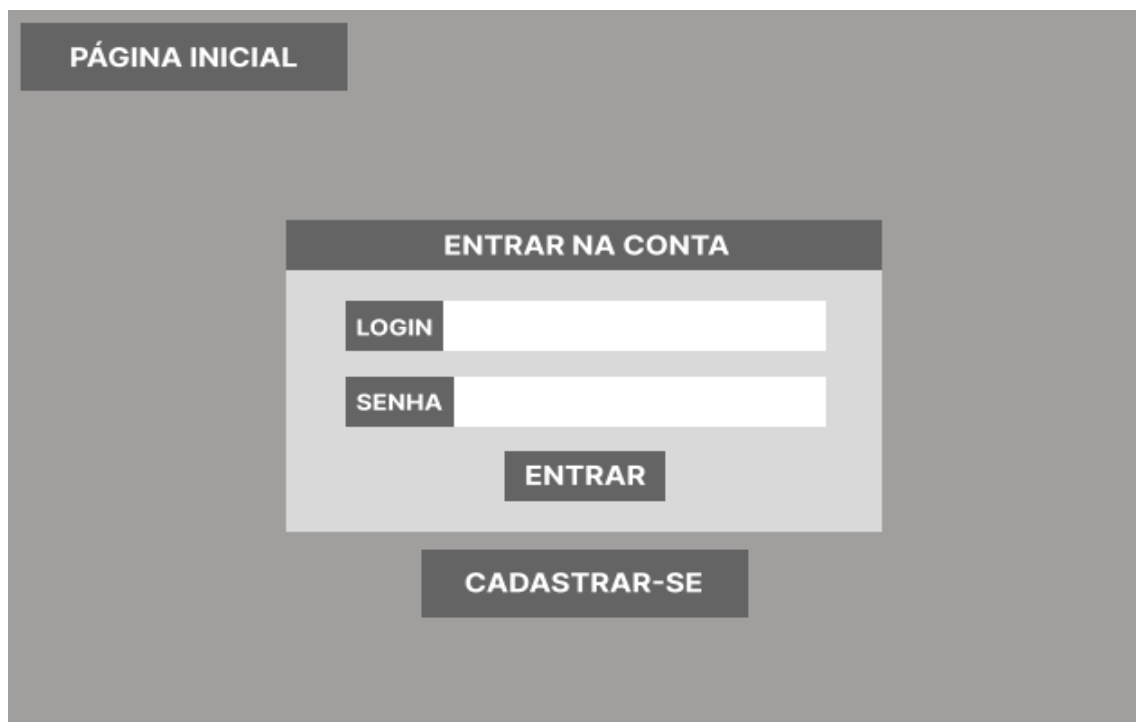 PÁGINA INICIAL
ENTRAR NA CONTA
LOGIN
SENHA
ENTRAR
CADASTRAR-SE